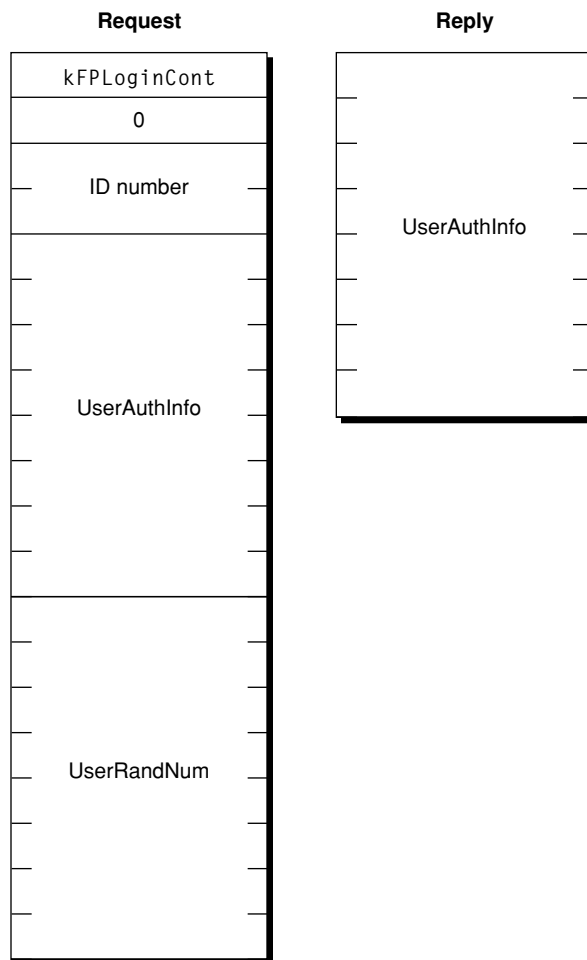 Request
kFPLoginCont
0
ID number
UserAuthInfo
UserRandNum
Reply
UserAuthInfo